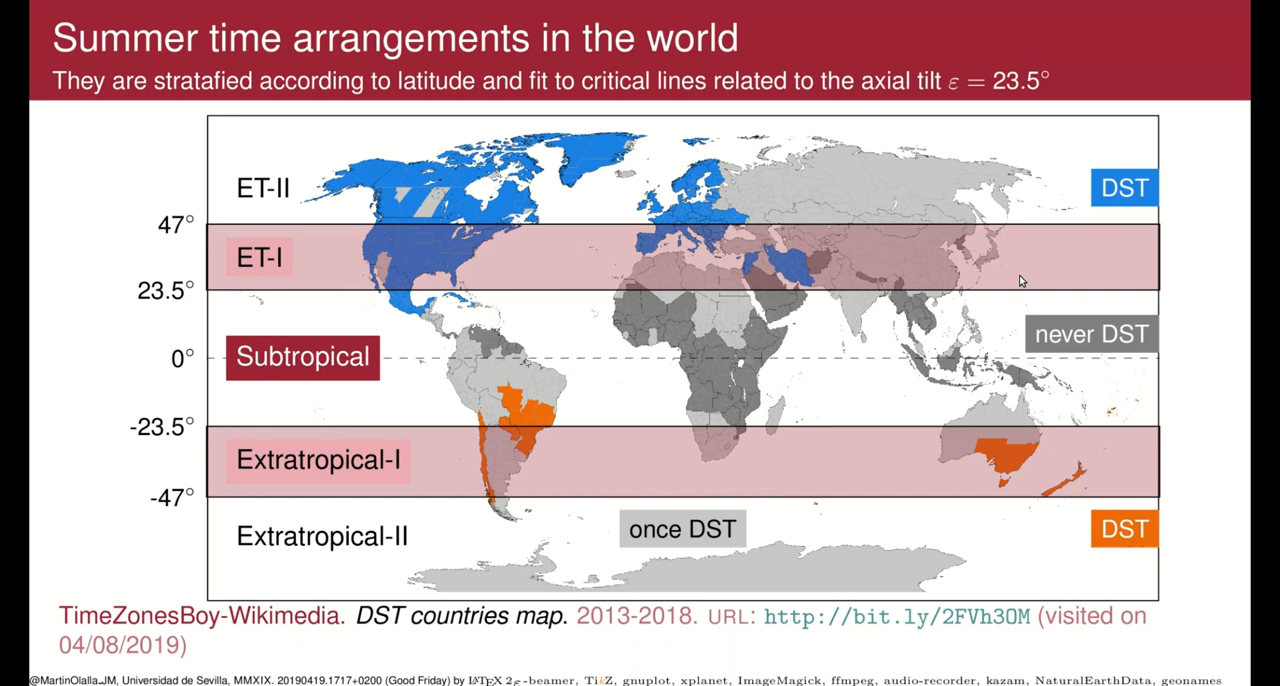 Summer time arrangements in the world
They are stratafied according to latitude and fit to critical lines related to the axial tilt ε = 23.5°
ET-II
DST
47°
ET-I
23.5°
never DST
Subtropical
0°
-23.5°
Extratropical-I
-47°
once DST
DST
Extratropical-II
TimeZonesBoy-Wikimedia. DST countries map. 2013-2018. URL: http://bit.ly/2FVh3OM (visited on
04/08/2019)
@MartinOlalla_JM, Universidad de Sevilla, MMXIX. 20190419.1717+0200 (Good Friday) by LATEX 2ε-beamer, TikZ, gnuplot, xplanet, ImageMagick, ffmpeg, audio-recorder, kazam, NaturalEarthData, geonames